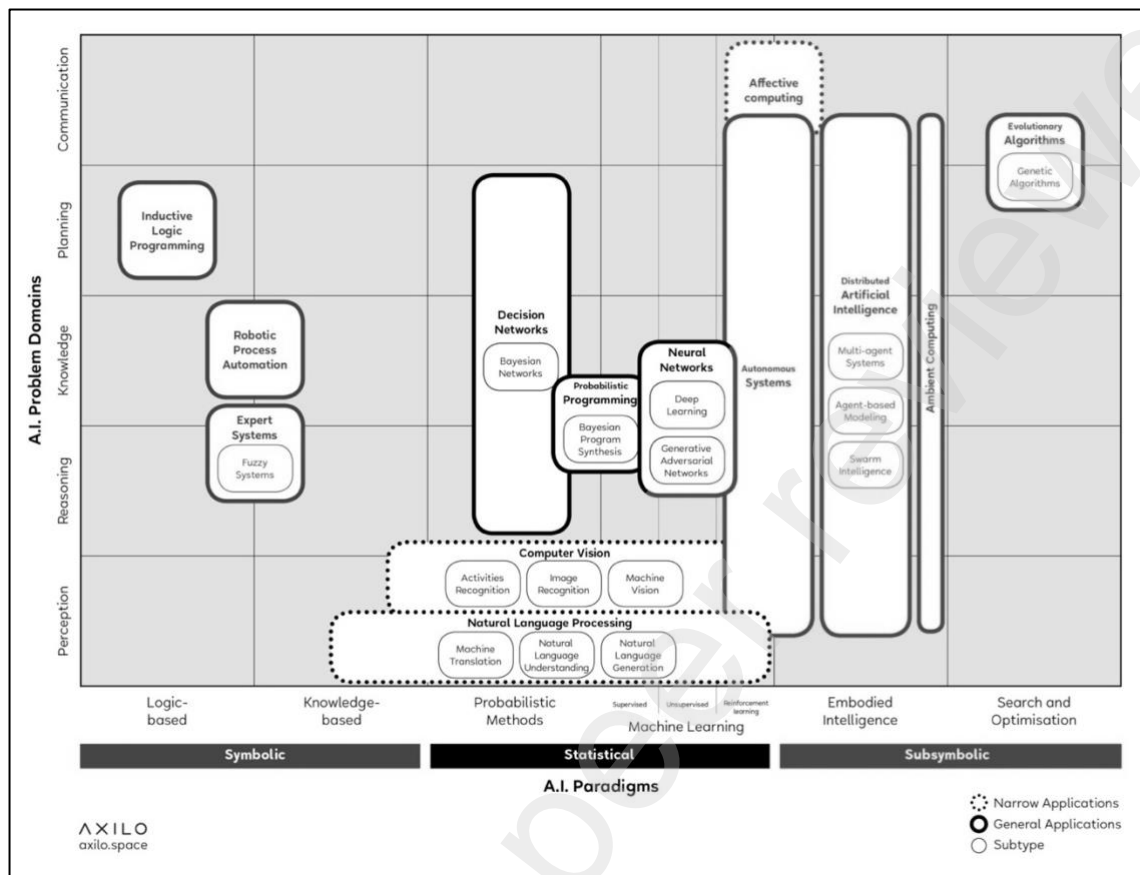 A.I. Problem Domains
Communication
Planning
Knowledge
Reasoning
Perception
Affective
computing
Evolutionary
Algorithms
Genetic
Algorithms
Inductive
Logic
Programming
Robotic
Process
Automation
Expert
Systems
Fuzzy
Systems
Decision
Networks
Bayesian
Networks
Probabilistic
Programming
Bayesian
Program
Synthesis
Neural
Networks
Deep
Learning
Generative
Adversarial
Networks
Autonomous
Systems
Distributed
Artificial
Intelligence
Multi-agent
Systems
Agent-based
Modeling
Swarm
Intelligence
Ambient Computing
Computer Vision
Activities
Recognition
Image
Recognition
Machine
Vision
Natural Language Processing
Machine
Translation
Natural
Language
Understanding
Natural
Language
Generation
Logic-
based
Knowledge-
based
Probabilistic
Methods
Supervised
Unsupervised
Reinforcement
learning
Machine Learning
Embodied
Intelligence
Search and
Optimisation
Symbolic
Statistical
Subsymbolic
A.I. Paradigms
Narrow Applications
General Applications
Subtype
AXILO
axilo.space
peer review